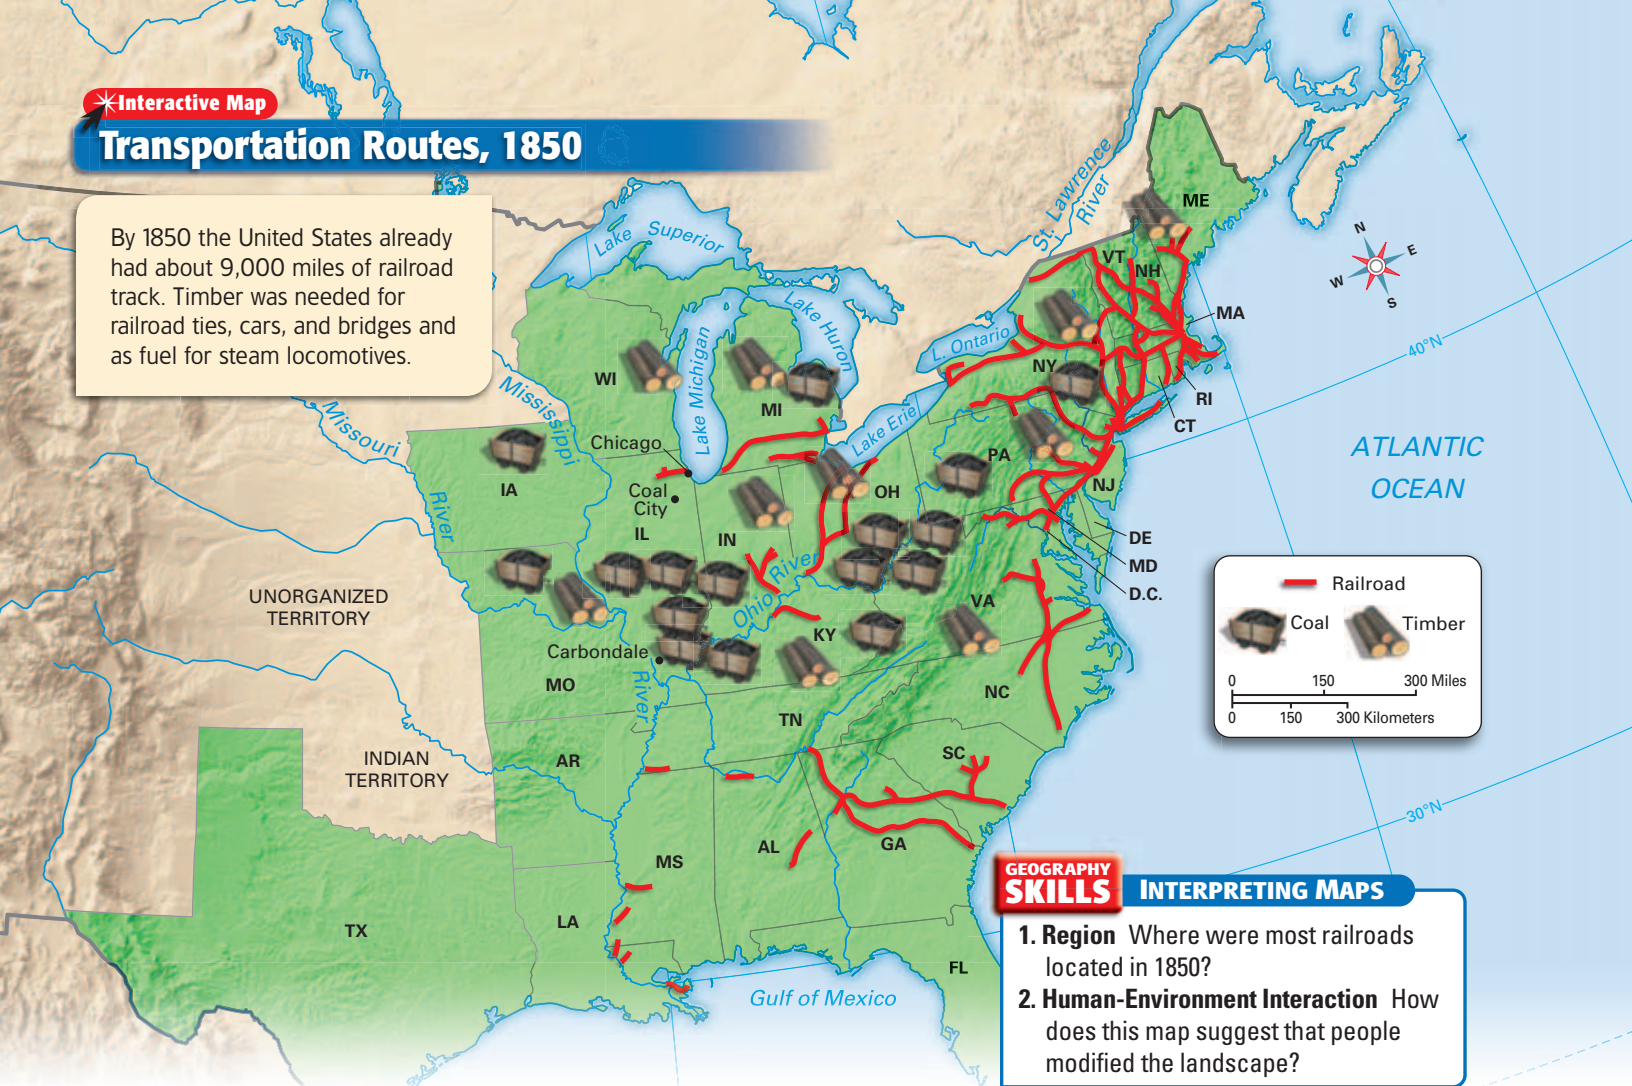 Interactive Map
Transportation Routes, 1850
By 1850 the United States already
had about 9,000 miles of railroad
track. Timber was needed for
railroad ties, cars, and bridges and
as fuel for steam locomotives.
Lake Superior
St. Lawrence
River
ME
VT
NH
MA
N
E
W
S
Lake Michigan
Lake Huron
L. Ontario
40°N
WI
MI
NY
RI
CT
Mississippi
Missouri
River
Chicago
Lake Erie
PA
NJ
ATLANTIC
OCEAN
IA
Coal
City
IL
IN
OH
DE
MD
D.C.
UNORGANIZED
TERRITORY
Ohio River
VA
KY
Carbondale
River
MO
NC
TN
INDIAN
TERRITORY
AR
SC
30°N
MS
AL
GA
TX
LA
FL
Gulf of Mexico
Railroad
Coal
Timber
0 150 300 Miles
0 150 300 Kilometers
GEOGRAPHY
SKILLS
INTERPRETING MAPS
1. Region Where were most railroads
located in 1850?
2. Human-Environment Interaction How
does this map suggest that people
modified the landscape?